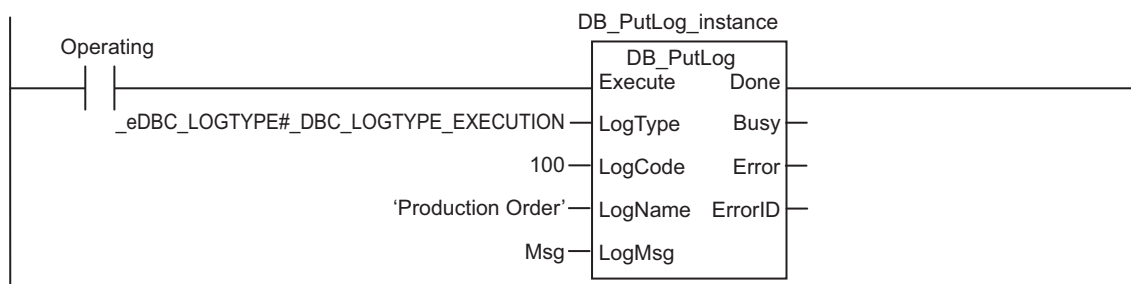 DB_PutLog_instance
Operating
DB_PutLog
Execute Done
_eDBC_LOGTYPE#_DBC_LOGTYPE_EXECUTION LogType Busy
100 LogCode Error
‘Production Order’ LogName ErrorID
Msg LogMsg